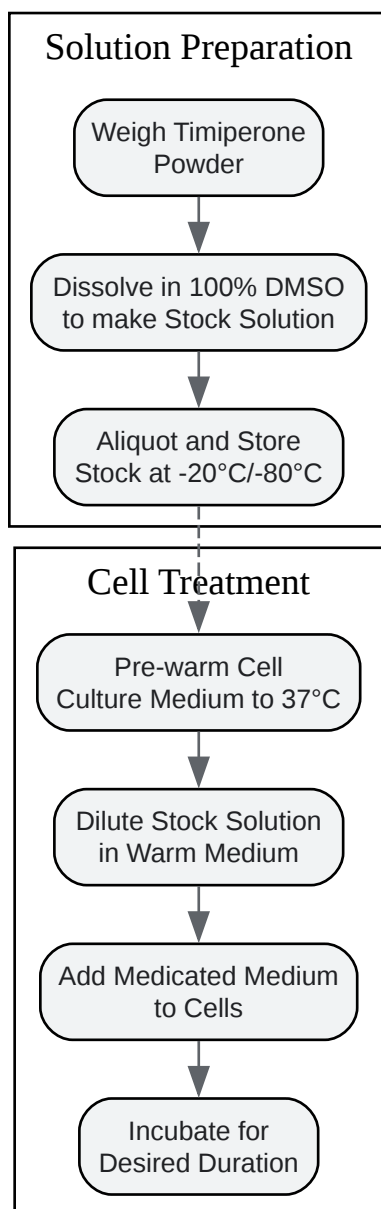 Solution Preparation
Weigh Timiperone
Powder
Dissolve in 100% DMSO
to make Stock Solution
Aliquot and Store
Stock at -20°C/-80°C
Cell Treatment
Pre-warm Cell
Culture Medium to 37°C
Dilute Stock Solution
in Warm Medium
Add Medicated Medium
to Cells
Incubate for
Desired Duration